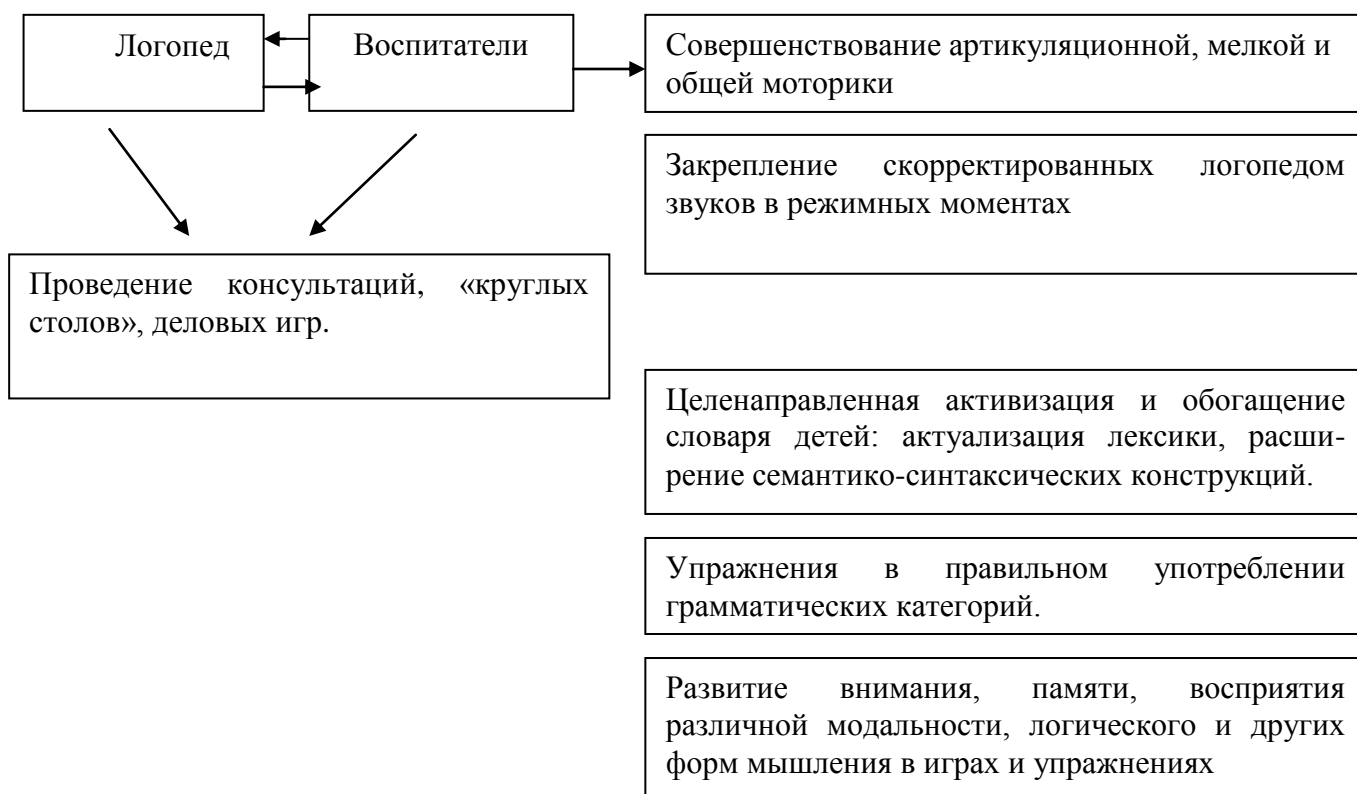 Логопед
Воспитатели
Совершенствование артикуляционной, мелкой и
общей моторики
Закрепление скорректированных логопедом
звуков в режимных моментах
Проведение консультаций, «круглых
столов», деловых игр.
Целенаправленная активизация и обогащение
словаря детей: актуализация лексики, расши-
рение семантико-синтаксических конструкций.
Упражнения в правильном употреблении
грамматических категорий.
Развитие внимания, памяти, восприятия
различной модальности, логического и других
форм мышления в играх и упражнениях